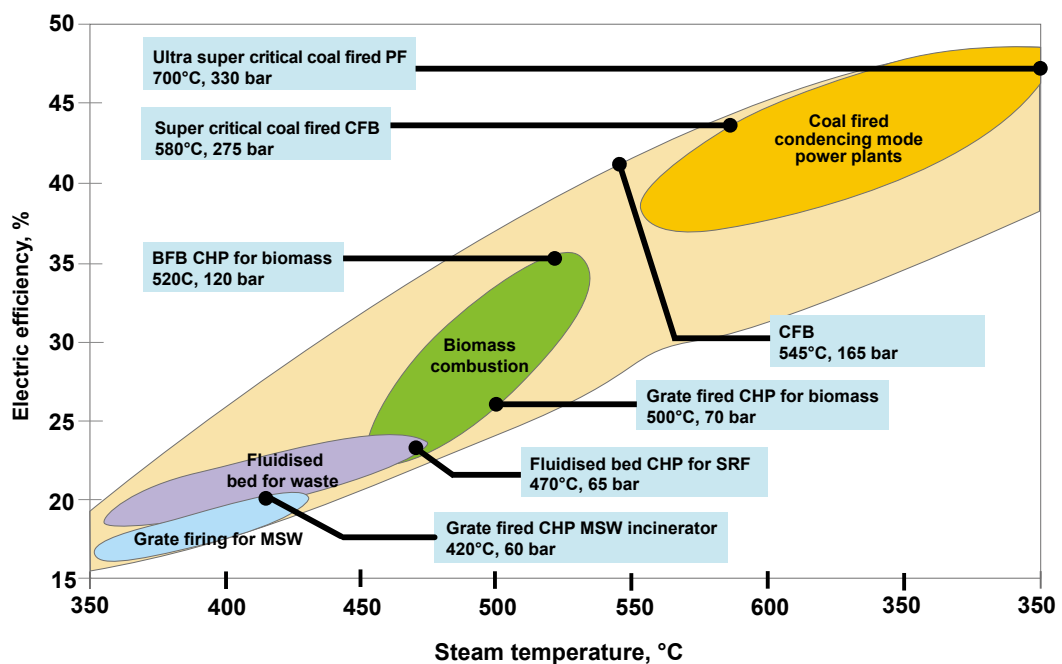 50
45
40
35
30
25
20
15
Electric efficiency, %
Ultra super critical coal fired PF
700°C, 330 bar
Super critical coal fired CFB
580°C, 275 bar
Coal fired
condencing mode
power plants
BFB CHP for biomass
520C, 120 bar
CFB
545°C, 165 bar
Biomass
combustion
Grate fired CHP for biomass
500°C, 70 bar
Fluidised
bed for waste
Fluidised bed CHP for SRF
470°C, 65 bar
Grate firing for MSW
Grate fired CHP MSW incinerator
420°C, 60 bar
350 400 450 500 550 600 350 350
Steam temperature, °C